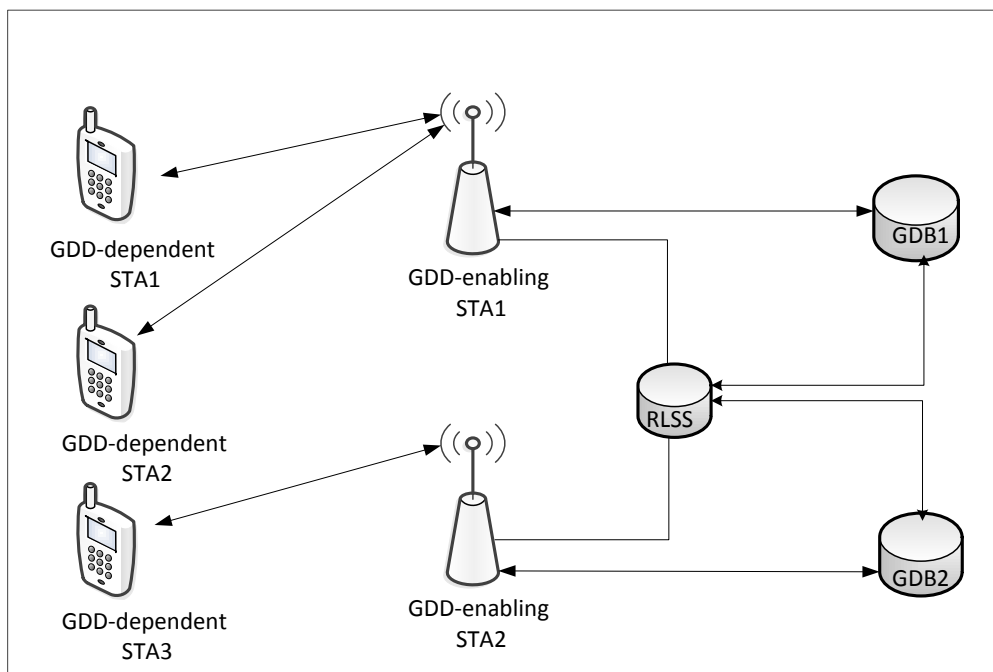 GDD-dependent
STA1
GDD-enabling
STA1
GDB1
GDD-dependent
STA2
RLSS
GDD-dependent
STA3
GDD-enabling
STA2
GDB2